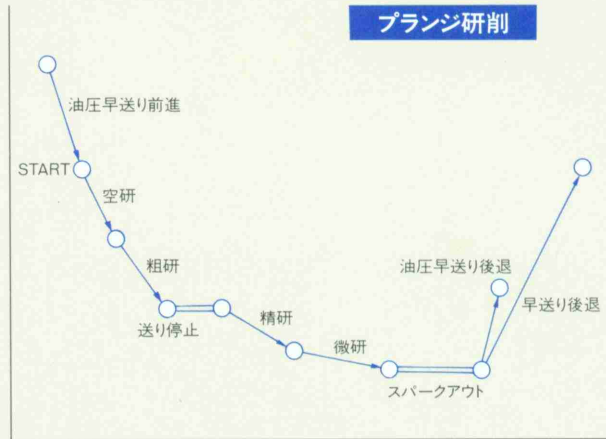 プランジ研削
油圧早送り前進
START
空研
粗研
送り停止
精研
微研
スパークアウト
油圧早送り後退
早送り後退